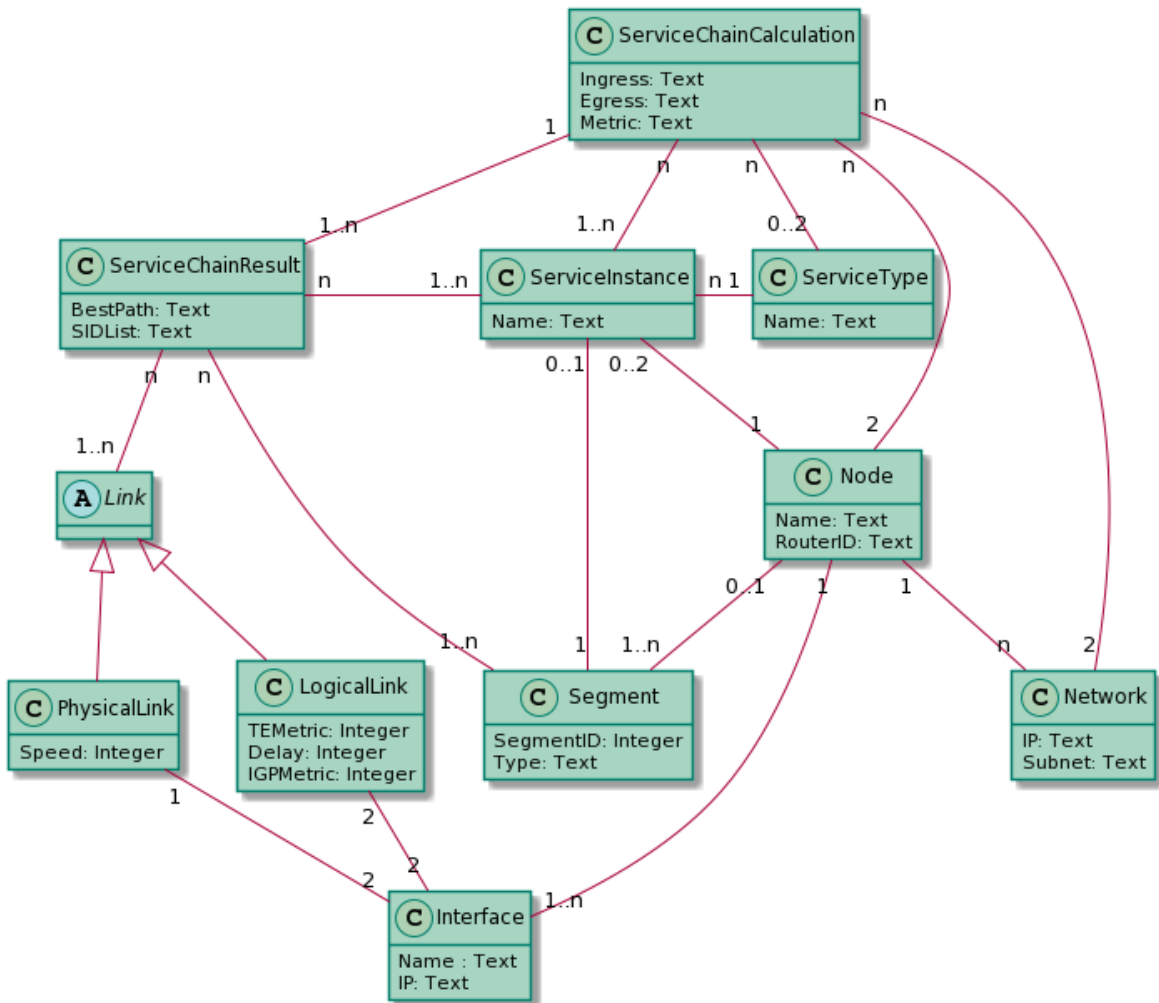 C ServiceChainCalculation
Ingress: Text
Egress: Text
Metric: Text
n
1
n
n
n
1..n
1..n
0..2
C ServiceChainResult
BestPath: Text
SIDList: Text
n
1..n
C ServiceInstance
Name: Text
n 1
C ServiceType
Name: Text
n
n
0..1
0..2
1..n
1
2
A Link
C Node
Name: Text
RouterID: Text
0..1
1
1
1..n
1
1..n
n
2
C PhysicalLink
Speed: Integer
C LogicalLink
TEMetric: Integer
Delay: Integer
IGPMetric: Integer
C Segment
SegmentID: Integer
Type: Text
C Network
IP: Text
Subnet: Text
1
2
2
2
1..n
C Interface
Name : Text
IP: Text